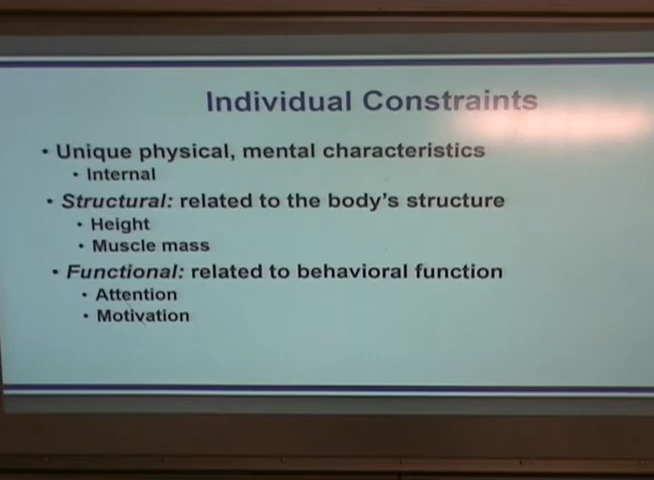 Individual Constraints
• Unique physical, mental characteristics
• Internal
• Structural: related to the body's structure
• Height
• Muscle mass
• Functional: related to behavioral function
• Attention
• Motivation